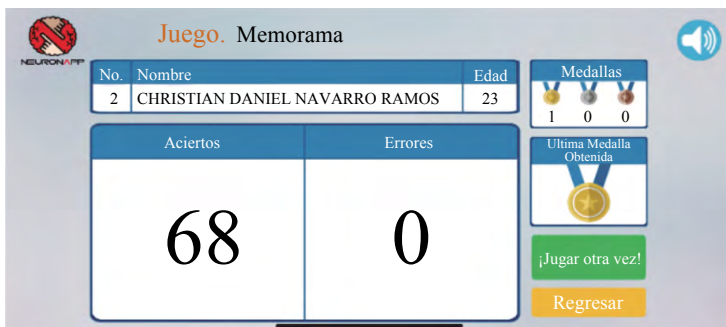 Juego. Memorama
NEURONAPP
No. Nombre Edad
2 CHRISTIAN DANIEL NAVARRO RAMOS 23
Medallas
1 0 0
Aciertos Errores
68 0
Ultima Medalla
Obtenida
¡Jugar otra vez!
Regresar